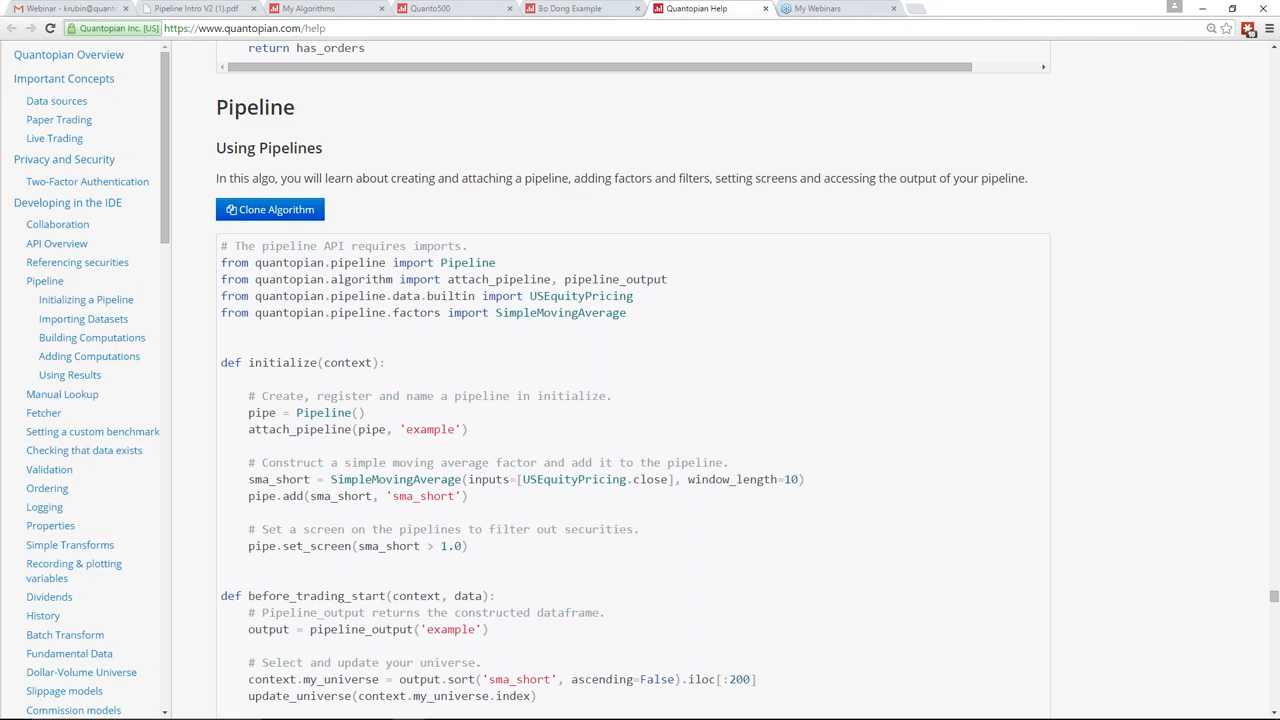 Webinar - krubin@quant
Pipeline Intro V2 (1).pdf
My Algorithms
Quanto500
Bo Dong Example
Quantopian Help
My Webinars
Quantopian Inc. [US]
https://www.quantopian.com/help
Quantopian Overview
Important Concepts
Data sources
Paper Trading
Live Trading
Privacy and Security
Two-Factor Authentication
Developing in the IDE
Collaboration
API Overview
Referencing securities
Pipeline
Initializing a Pipeline
Importing Datasets
Building Computations
Adding Computations
Using Results
Manual Lookup
Fetcher
Setting a custom benchmark
Checking that data exists
Validation
Ordering
Logging
Properties
Simple Transforms
Recording & plotting
variables
Dividends
History
Batch Transform
Fundamental Data
Dollar-Volume Universe
Slippage models
Commission models
return has_orders
Pipeline
Using Pipelines
In this algo, you will learn about creating and attaching a pipeline, adding factors and filters, setting screens and accessing the output of your pipeline.
Clone Algorithm
# The pipeline API requires imports.
from quantopian.pipeline import Pipeline
from quantopian.algorithm import attach_pipeline, pipeline_output
from quantopian.pipeline.data.builtin import USEquityPricing
from quantopian.pipeline.factors import SimpleMovingAverage
def initialize(context):
# Create, register and name a pipeline in initialize.
pipe = Pipeline()
attach_pipeline(pipe, 'example')
# Construct a simple moving average factor and add it to the pipeline.
sma_short = SimpleMovingAverage(inputs=[USEquityPricing.close], window_length=10)
pipe.add(sma_short, 'sma_short')
# Set a screen on the pipelines to filter out securities.
pipe.set_screen(sma_short > 1.0)
def before_trading_start(context, data):
# Pipeline_output returns the constructed dataframe.
output = pipeline_output('example')
# Select and update your universe.
context.my_universe = output.sort('sma_short', ascending=False).iloc[:200]
update_universe(context.my_universe.index)